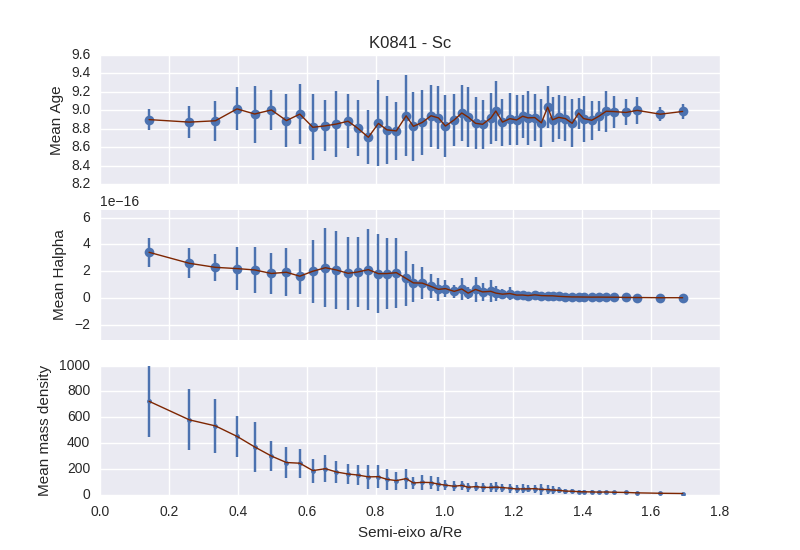 K0841 - Sc
9.6
9.4
9.2
9.0
8.8
8.6
8.4
8.2
Mean Age
1e−16
6
4
2
0
−2
Mean Halpha
1000
800
600
400
200
0
Mean mass density
0.0 0.2 0.4 0.6 0.8 1.0 1.2 1.4 1.6 1.8
Semi-eixo a/Re